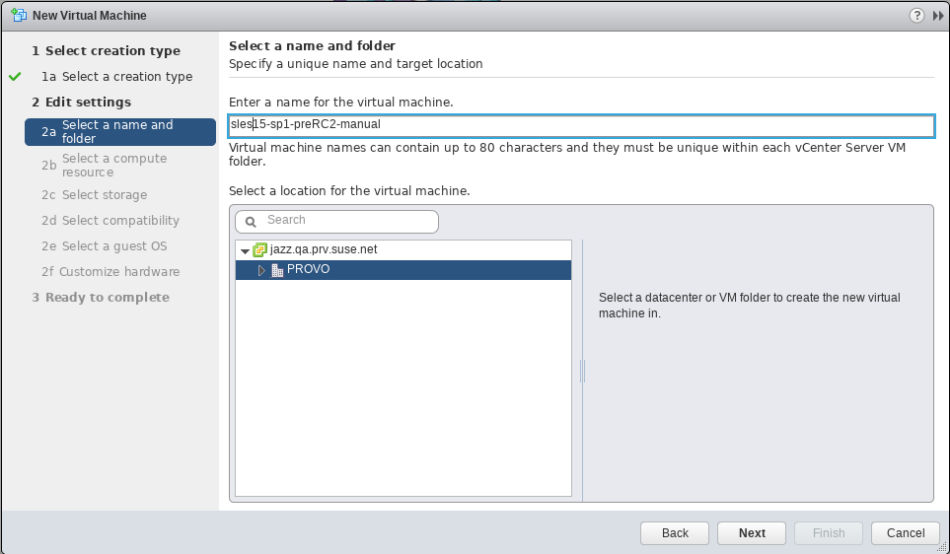 New Virtual Machine
1 Select creation type
1a Select a creation type
2 Edit settings
2a Select a name and
folder
2b Select a compute
resource
2c Select storage
2d Select compatibility
2e Select a guest OS
2f Customize hardware
3 Ready to complete
Select a name and folder
Specify a unique name and target location
Enter a name for the virtual machine.
sles15-sp1-preRC2-manual
Virtual machine names can contain up to 80 characters and they must be unique within each vCenter Server VM
folder.
Select a location for the virtual machine.
Search
jazz.qa.prv.suse.net
PROVO
Select a datacenter or VM folder to create the new virtual
machine in.
Back
Next
Finish
Cancel